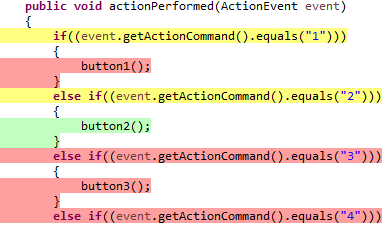 public void actionPerformed(ActionEvent event)
{
if((event.getActionCommand().equals("1")))
{
button1();
}
else if((event.getActionCommand().equals("2")))
{
button2();
}
else if((event.getActionCommand().equals("3")))
{
button3();
}
else if((event.getActionCommand().equals("4")))